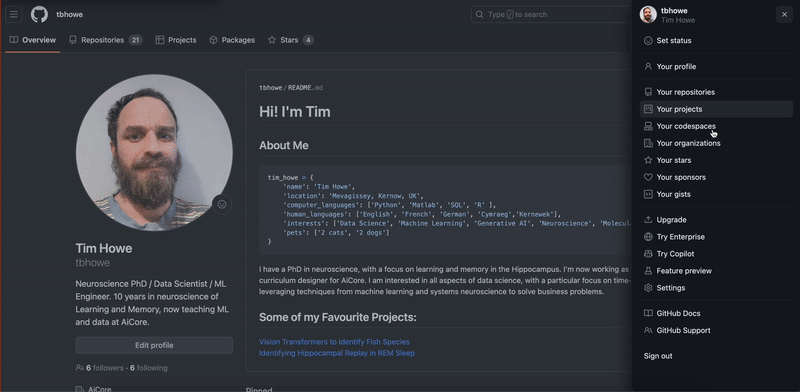 tbhowe
Type / to search
Overview
Repositories 21
Projects
Packages
Stars 4
Tim Howe
tbhowe
Neuroscience PhD / Data Scientist / ML
Engineer. 10 years in neuroscience of
Learning and Memory, now teaching ML
and data at AiCore.
Edit profile
6 followers · 6 following
AiCore
tbhowe / README.md
Hi! I'm Tim
About Me
tim_howe = {
'name': 'Tim Howe',
'location': 'Mevagissey, Kernow, UK',
'computer_languages': ['Python', 'Matlab', 'SQL', 'R' ],
'human_languages': ['English', 'French', 'German', 'Cymraeg','Kernewek'],
'interests': ['Data Science', 'Machine Learning', 'Generative AI', 'Neuroscience', 'Molecul
'pets': ['2 cats', '2 dogs']
}
I have a PhD in neuroscience, with a focus on learning and memory in the Hippocampus. I'm now working as
curriculum designer for AiCore. I am interested in all aspects of data science, with a particular focus on time-
leveraging techniques from machine learning and systems neuroscience to solve business problems.
Some of my Favourite Projects:
Vision Transformers to Identify Fish Species
Identifying Hippocampal Replay in REM Sleep
Pinned
tbhowe
Tim Howe
Set status
Your profile
Your repositories
Your projects
Your codespaces
Your organizations
Your stars
Your sponsors
Your gists
Upgrade
Try Enterprise
Try Copilot
Feature preview
Settings
GitHub Docs
GitHub Support
Sign out